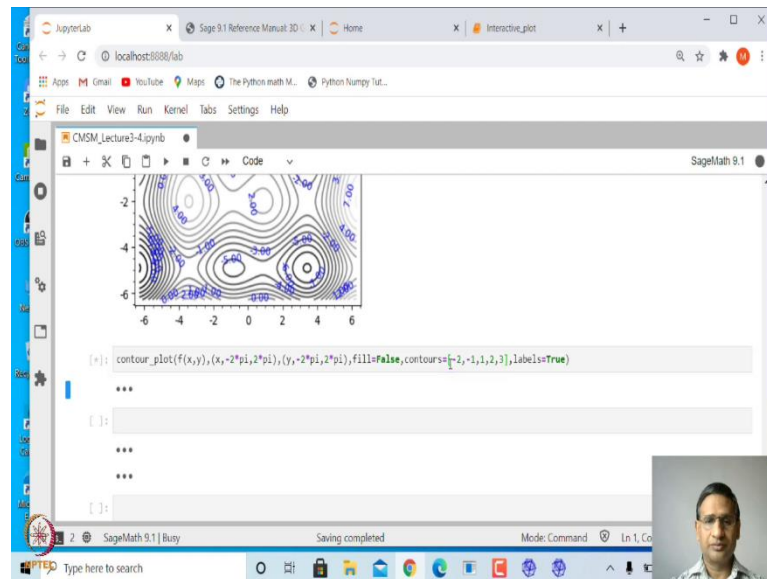 JupyterLab
Sage 9.1 Reference Manual: 3D
Home
Interactive_plot
localhost:8888/lab
Apps Gmail YouTube Maps The Python math M... Python Numpy Tut...
File Edit View Run Kernel Tabs Settings Help
CMSM_Lecture3-4.ipynb
Code
SageMath 9.1
-2
-4
-6
-6 -4 -2 0 2 4 6
[*]: contour_plot(f(x,y),(x,-2*pi,2*pi),(y,-2*pi,2*pi),fill=False,contours=[-2,-1,1,2,3],labels=True)
[ ]:
[ ]:
2 SageMath 9.1 | Busy Saving completed Mode: Command Ln 1, Co
Type here to search